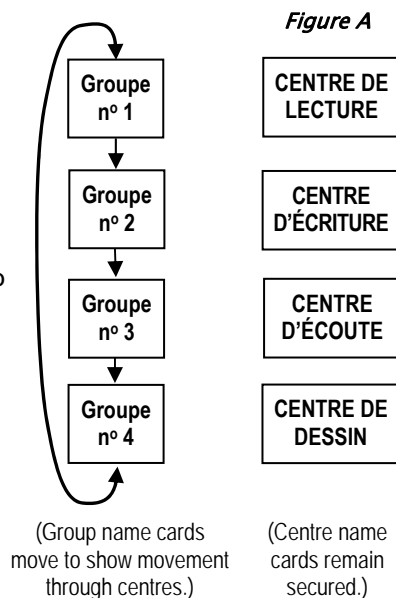 Figure A
Groupe
nº 1
CENTRE DE
LECTURE
Groupe
nº 2
CENTRE
D'ÉCRITURE
Groupe
nº 3
CENTRE
D'ÉCOUTE
Groupe
nº 4
CENTRE DE
DESSIN
(Group name cards
move to show movement
through centres.)
(Centre name
cards remain
secured.)